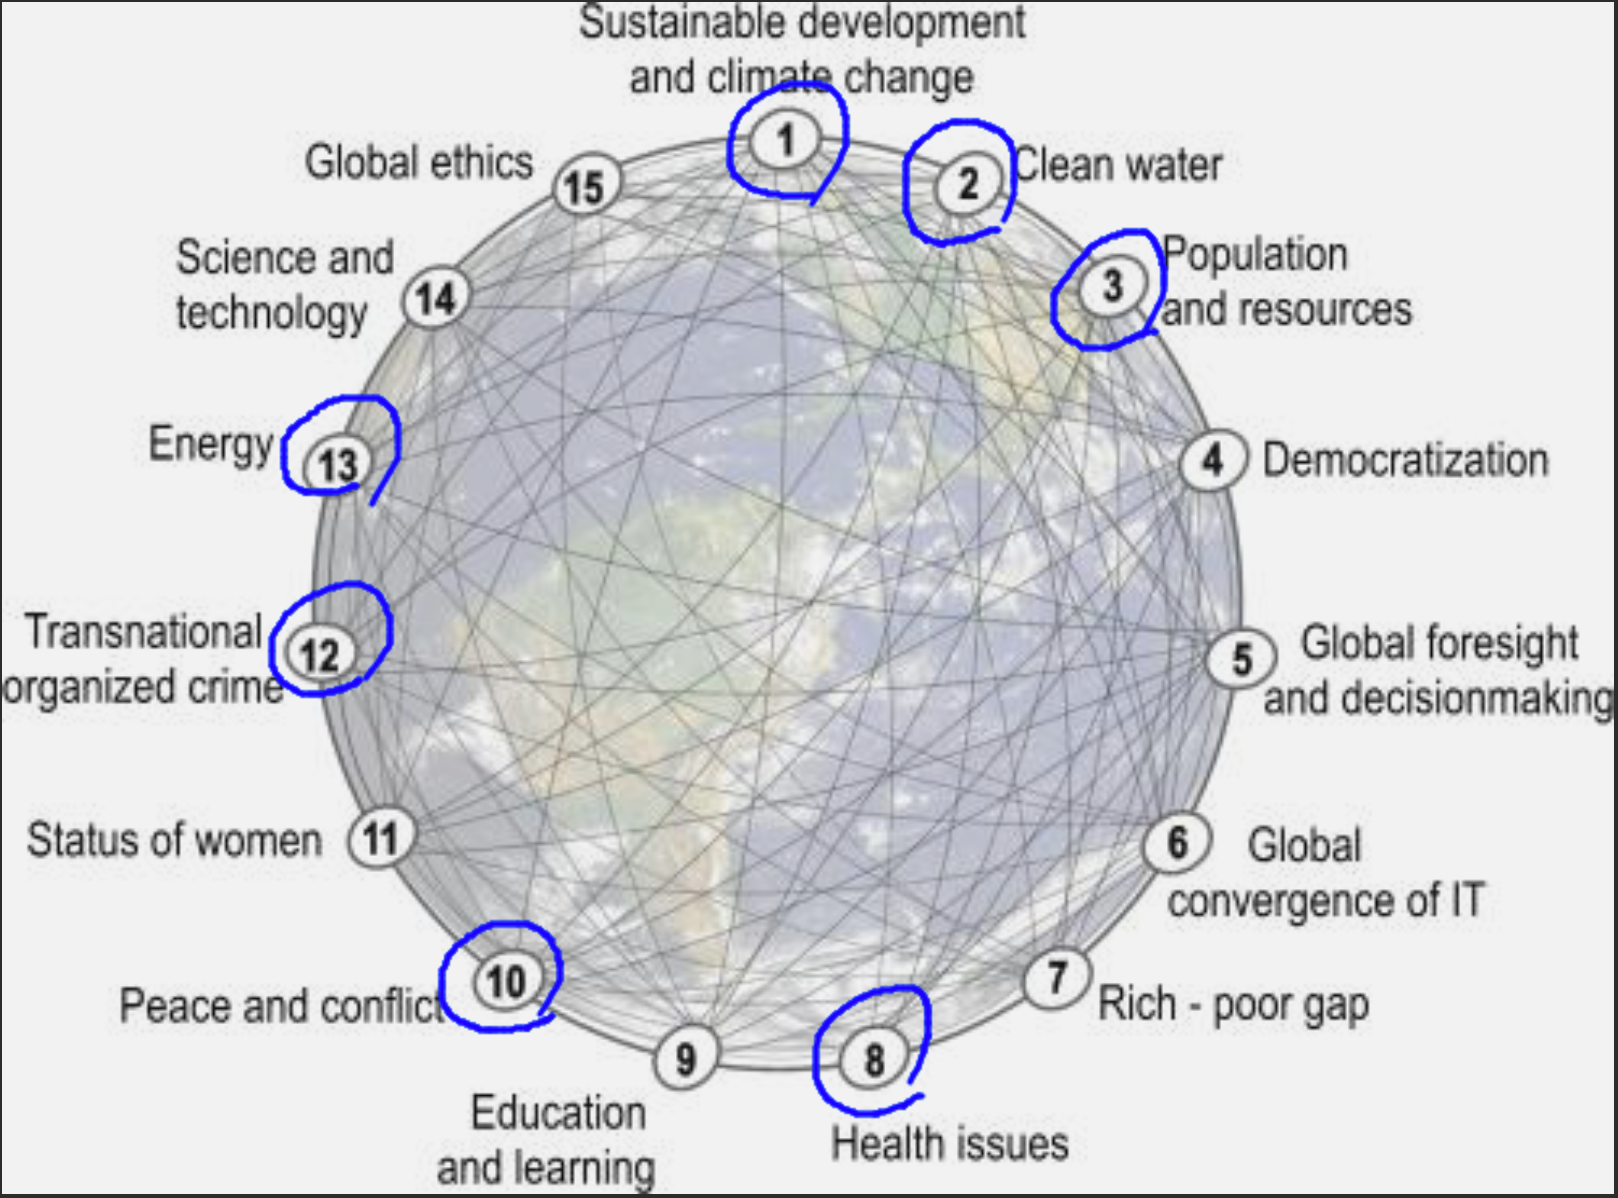 Sustainable development
and climate change
1
2
Clean water
3
Population
and resources
4
Democratization
5
Global foresight
and decisionmaking
6
Global
convergence of IT
7
Rich - poor gap
8
Health issues
9
Education
and learning
10
Peace and conflict
11
Status of women
12
Transnational
organized crime
13
Energy
14
Science and
technology
15
Global ethics